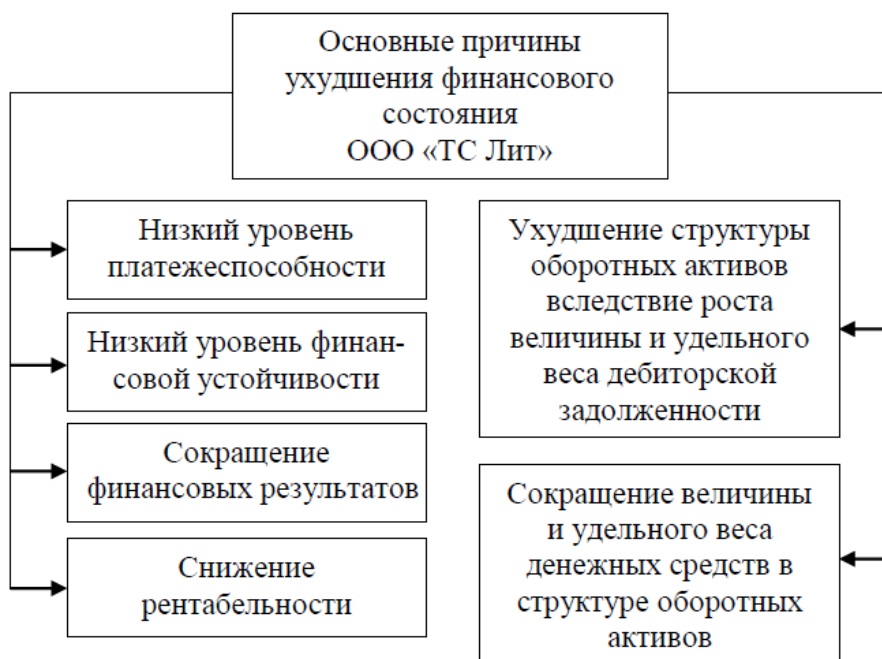 Основные причины
ухудшения финансового
состояния
ООО «ТС Лит»
Низкий уровень
платежеспособности
Низкий уровень финан-
совой устойчивости
Сокращение
финансовых результатов
Снижение
рентабельности
Ухудшение структуры
оборотных активов
вследствие роста
величины и удельного
веса дебиторской
задолженности
Сокращение величины
и удельного веса
денежных средств в
структуре оборотных
активов